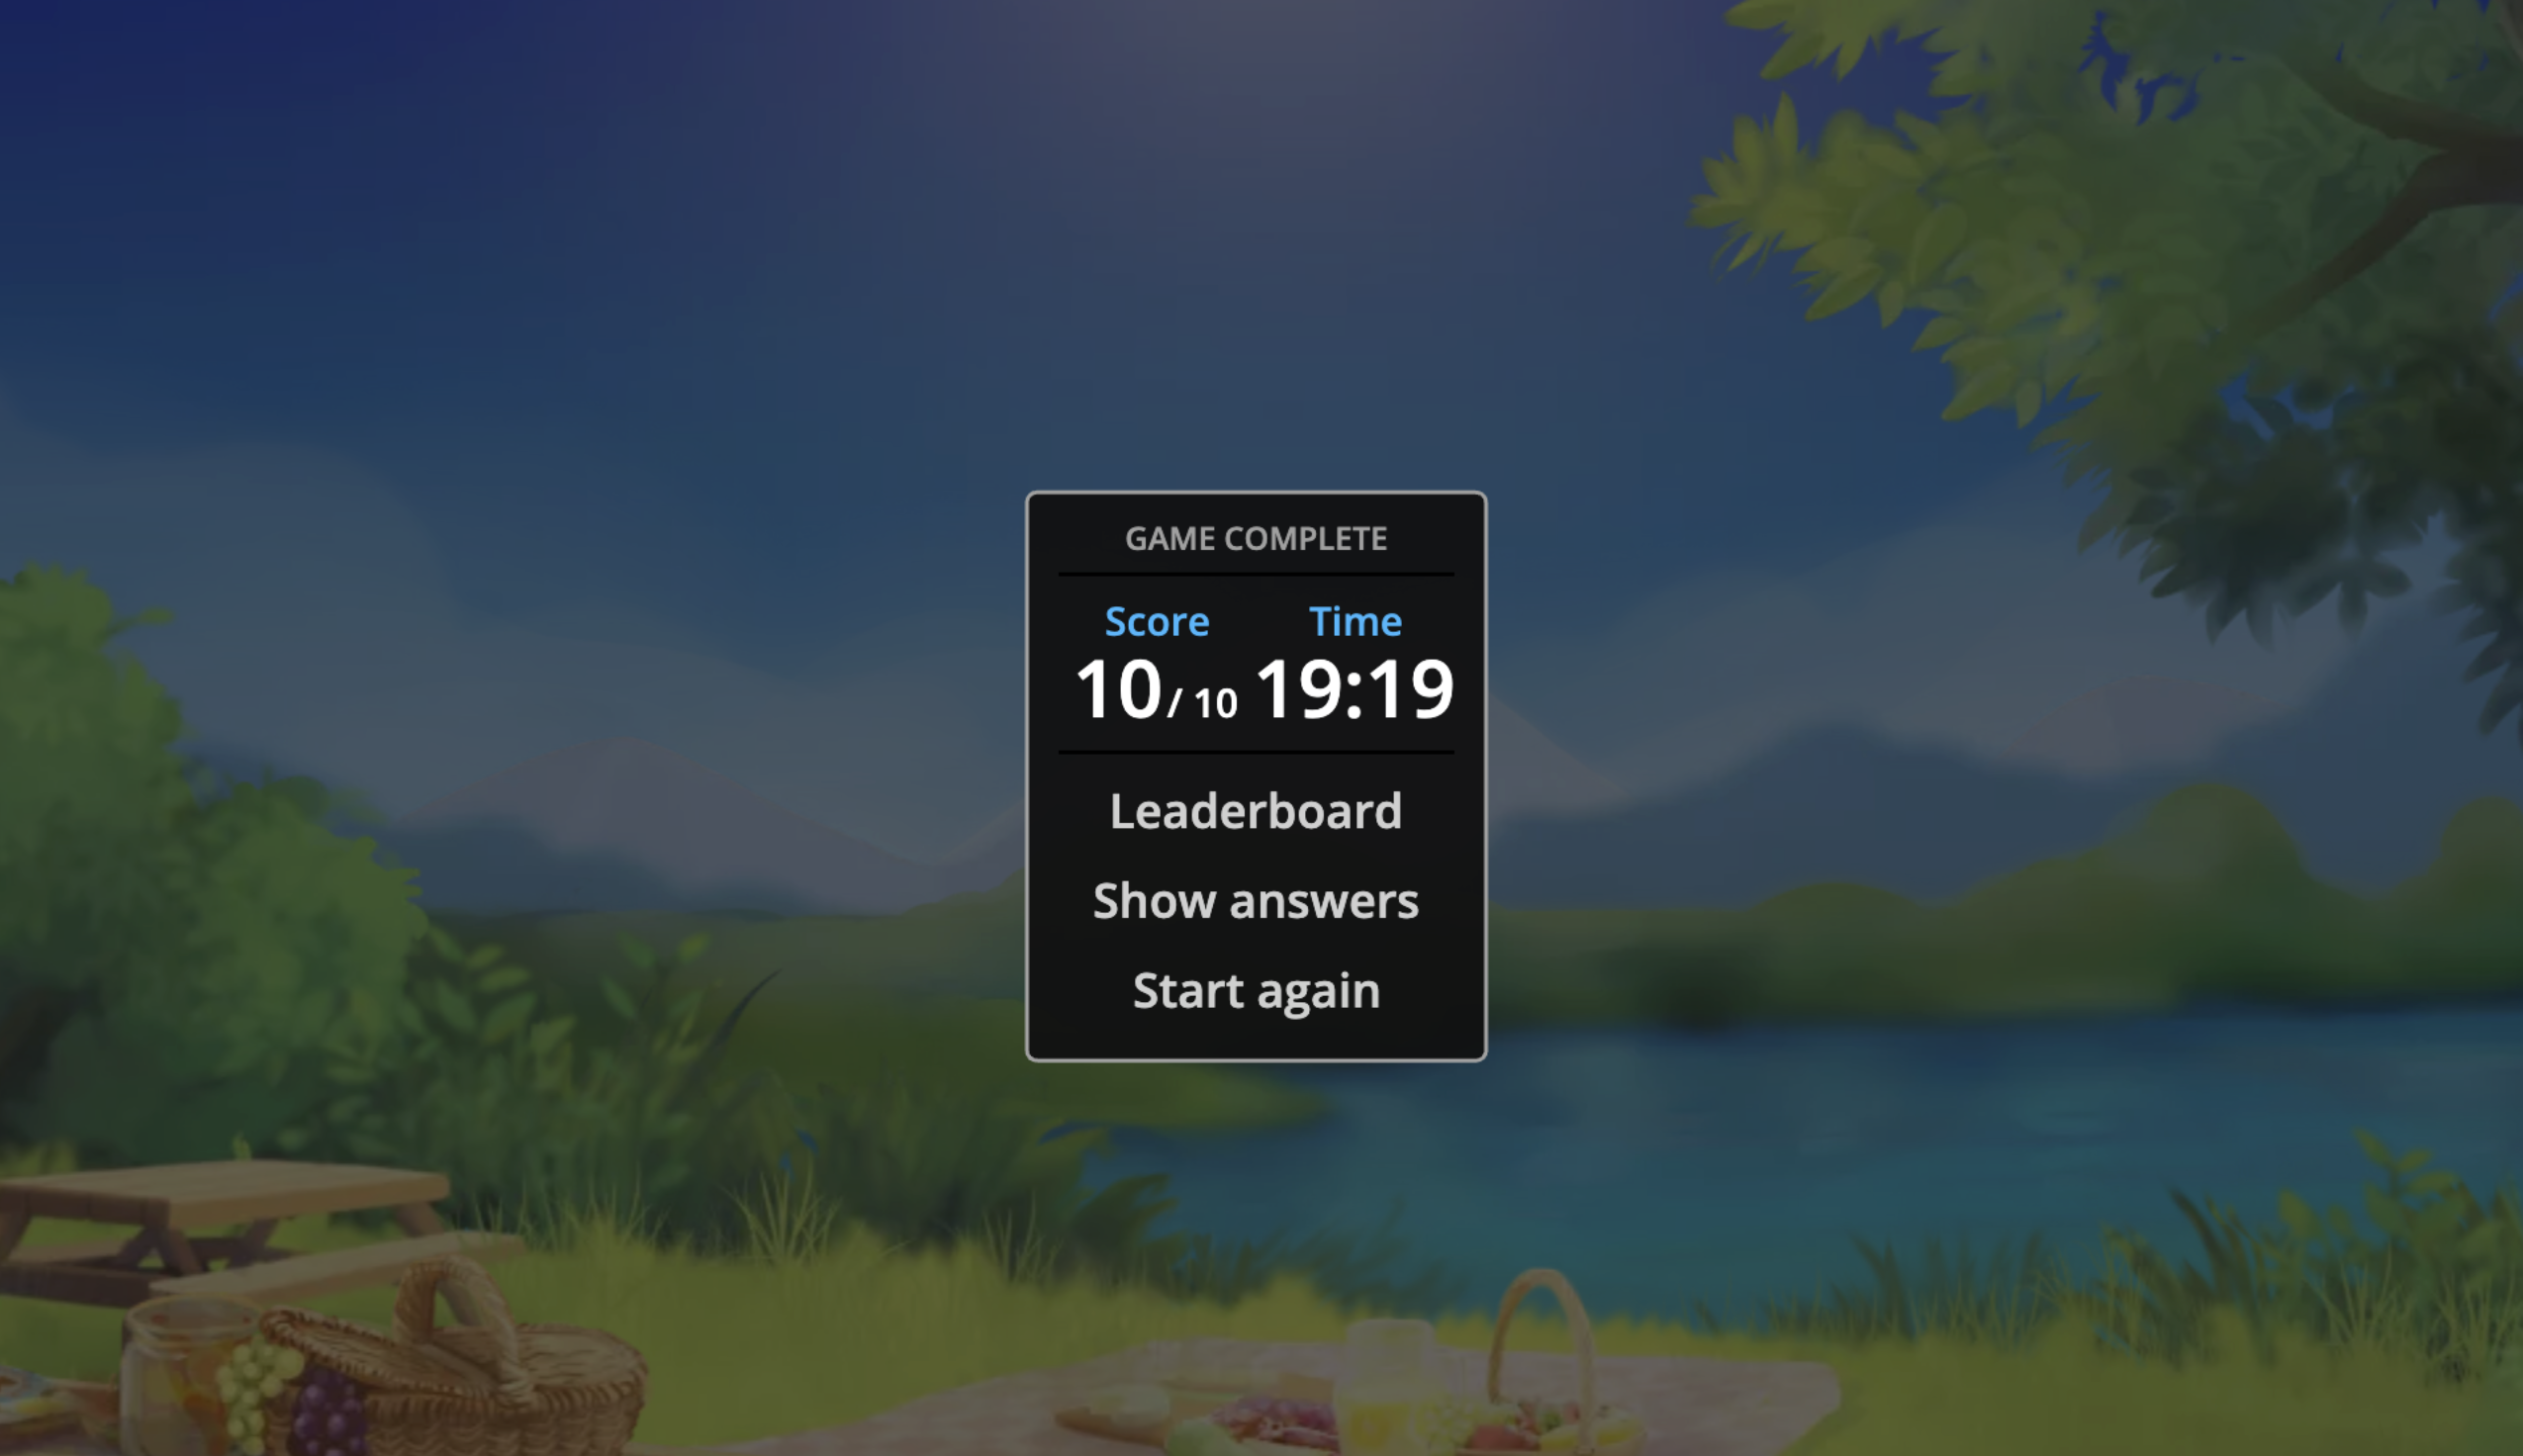 GAME COMPLETE
Score Time
10/ 10 19:19
Leaderboard
Show answers
Start again